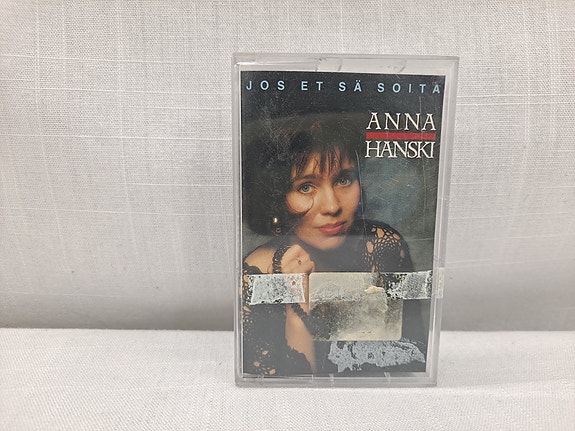 JOS ET SÄ SOITA
ANNA
HANSKI